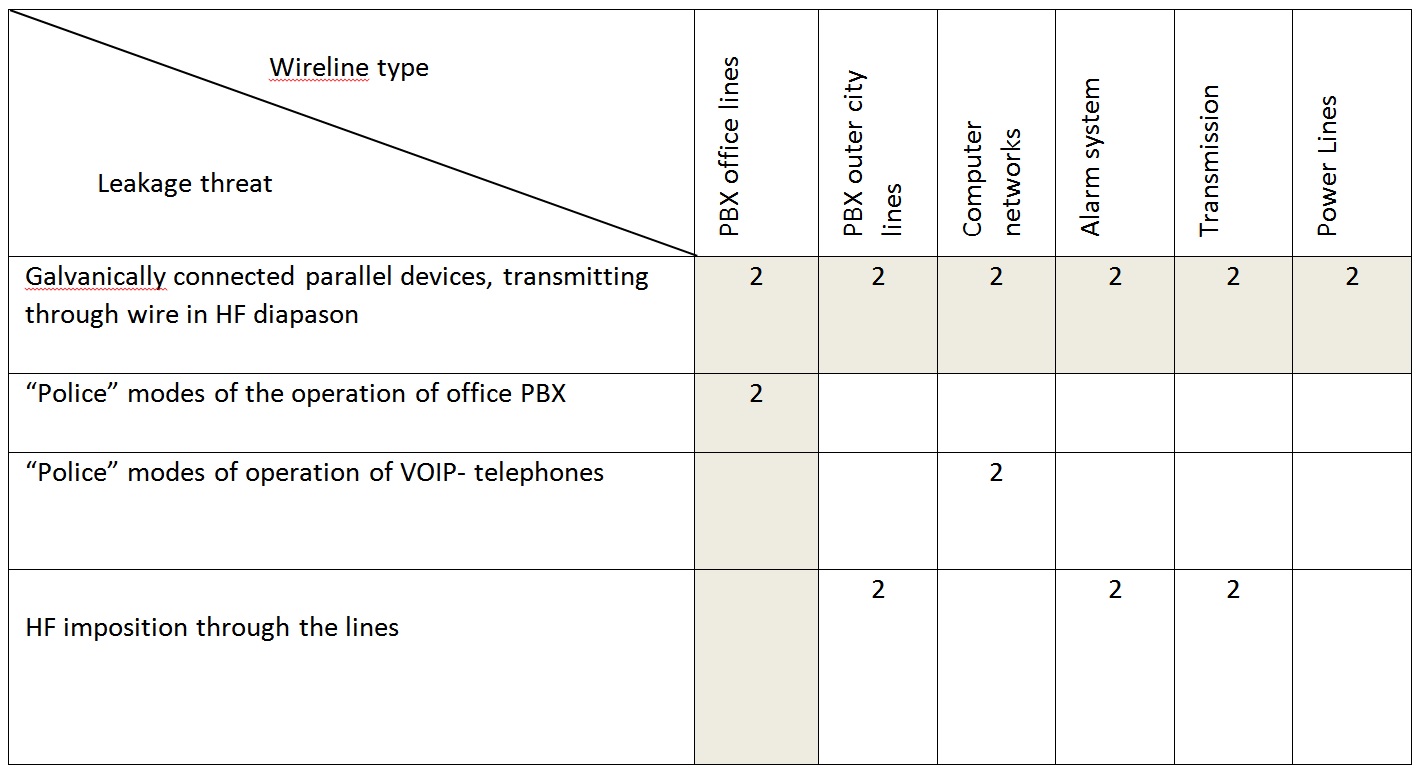 Wireline type
Leakage threat
PBX office lines
PBX outer city
lines
Computer
networks
Alarm system
Transmission
Power Lines
Galvanically connected parallel devices, transmitting
through wire in HF diapason
2 2 2 2 2 2
“Police” modes of the operation of office PBX
2
“Police” modes of operation of VOIP- telephones
2
HF imposition through the lines
2 2 2